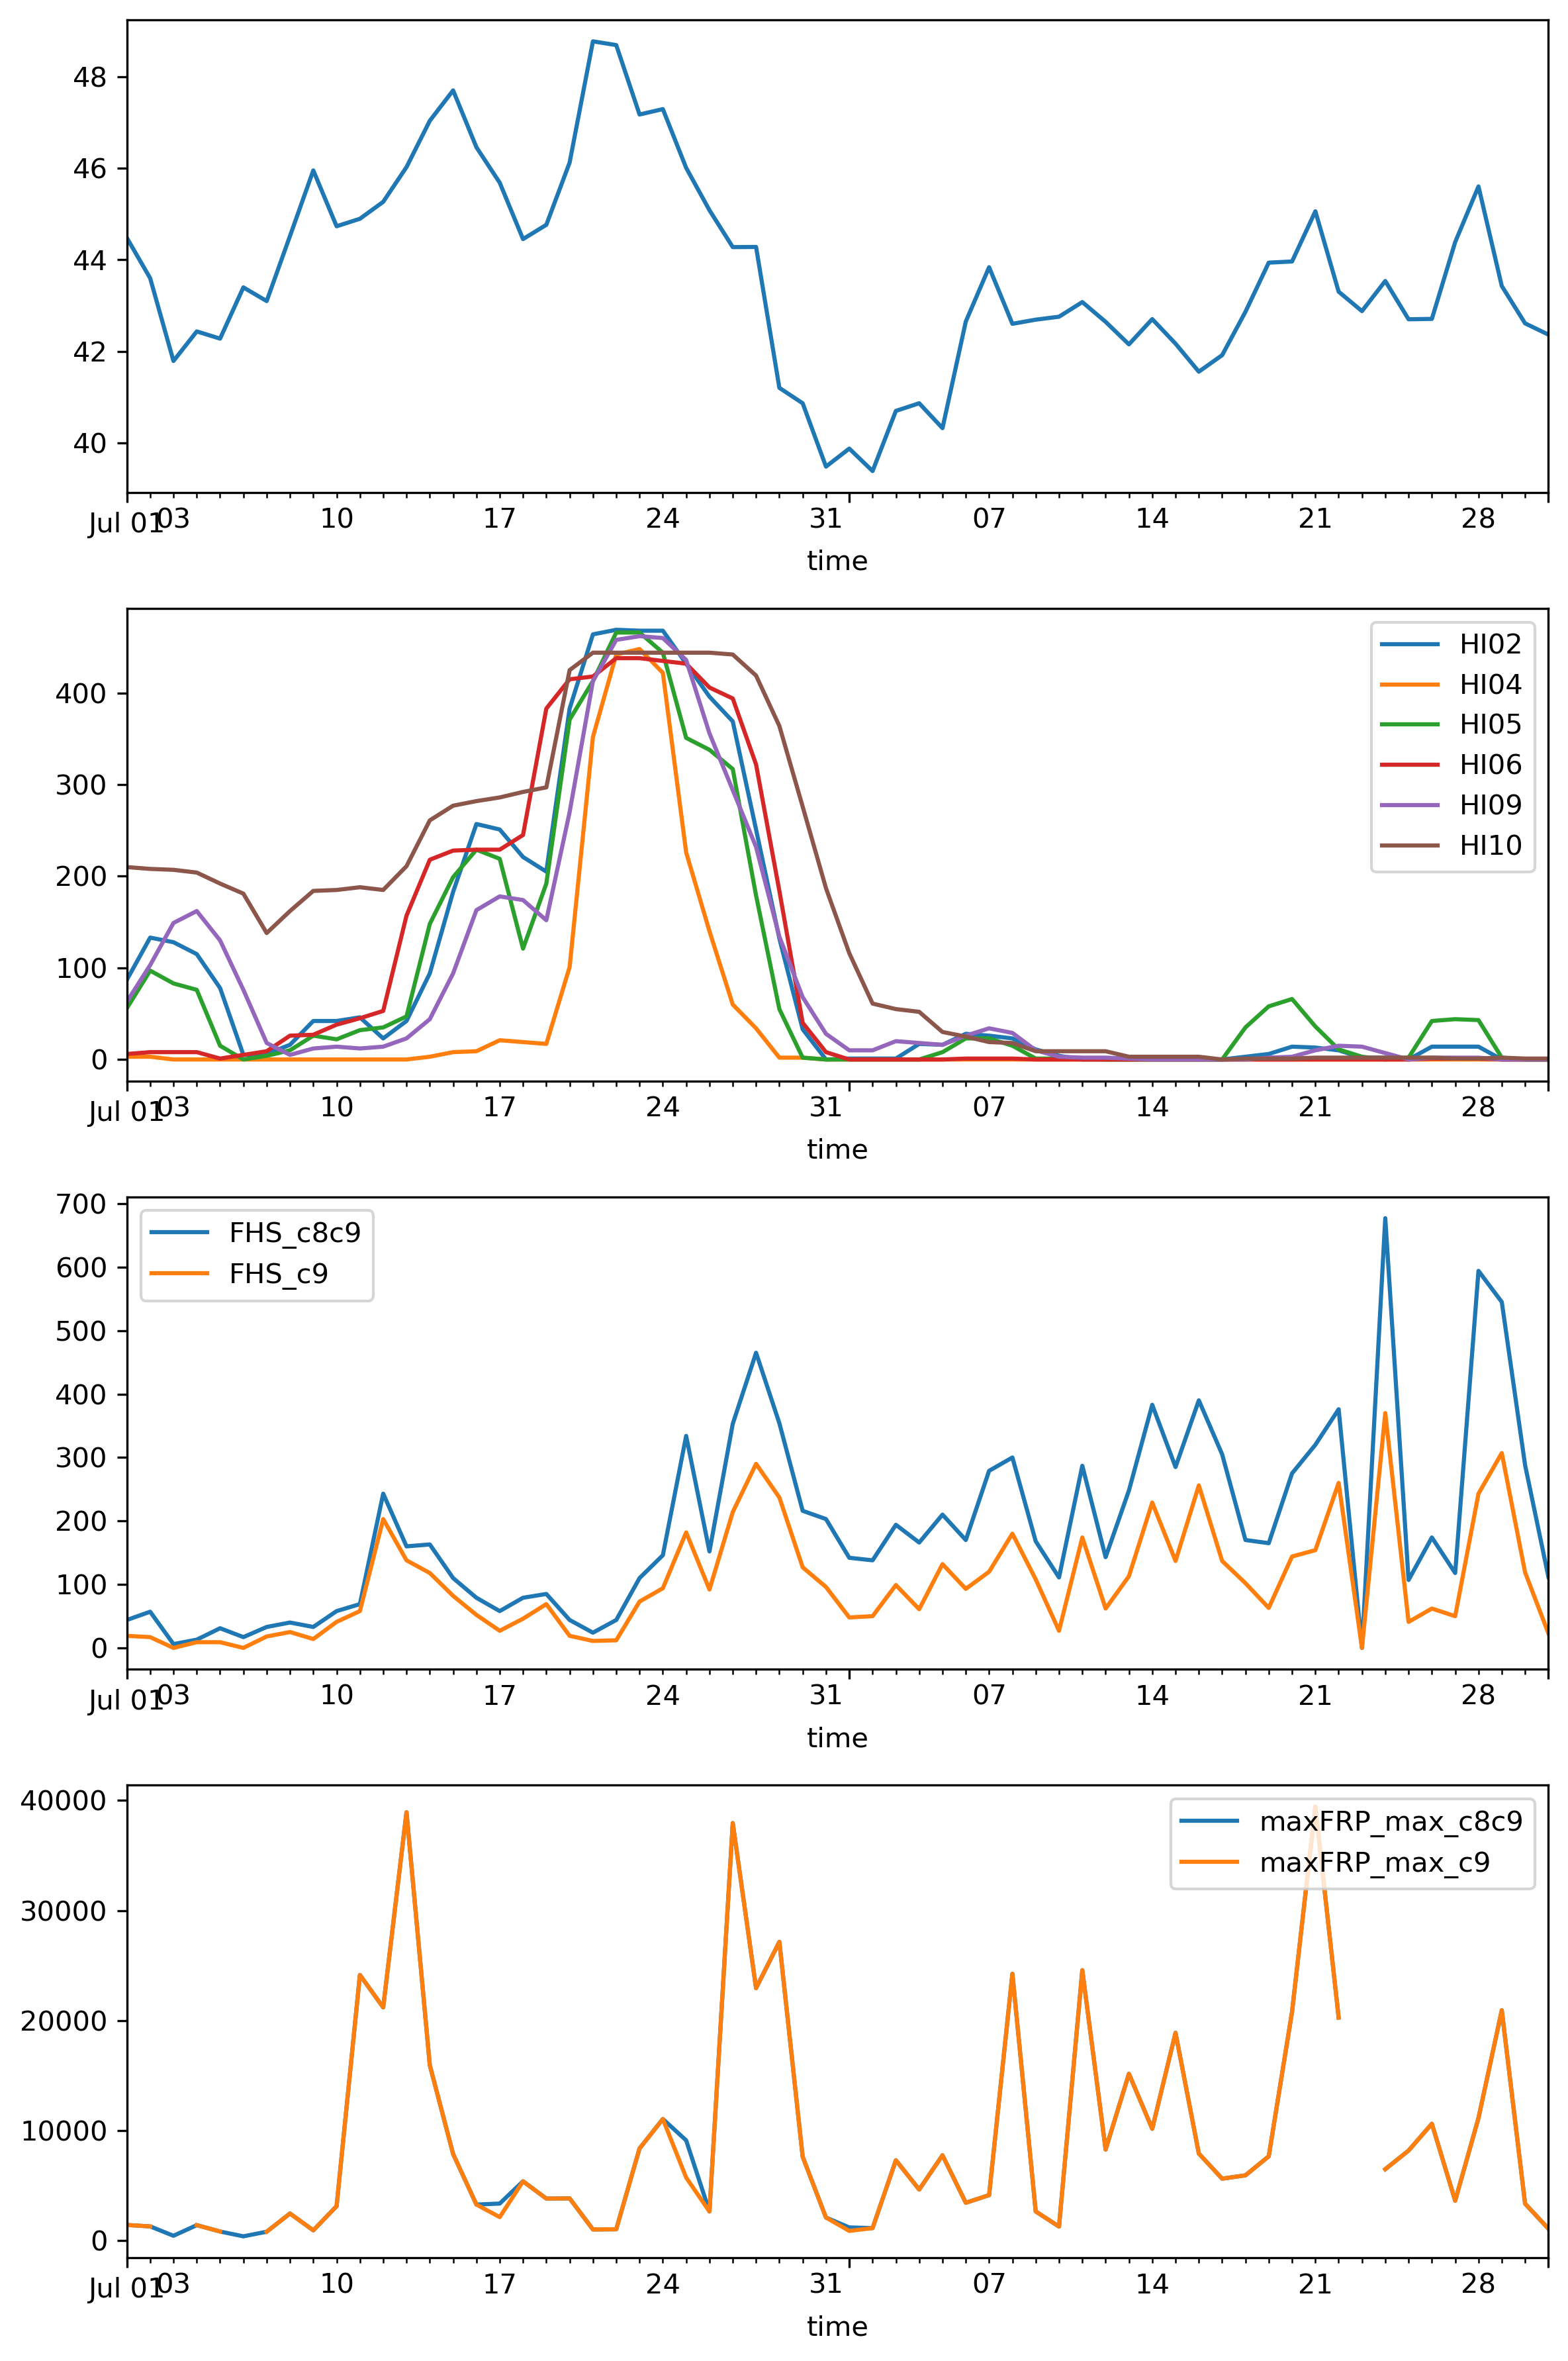 48
46
44
42
40
Jul 01 03 10 17 24 31 07 14 21 28
time
400
300
200
100
0
HI02
HI04
HI05
HI06
HI09
HI10
Jul 01 03 10 17 24 31 07 14 21 28
time
700
600
500
400
300
200
100
0
FHS_c8c9
FHS_c9
Jul 01 03 10 17 24 31 07 14 21 28
time
40000
30000
20000
10000
0
maxFRP_max_c8c9
maxFRP_max_c9
Jul 01 03 10 17 24 31 07 14 21 28
time